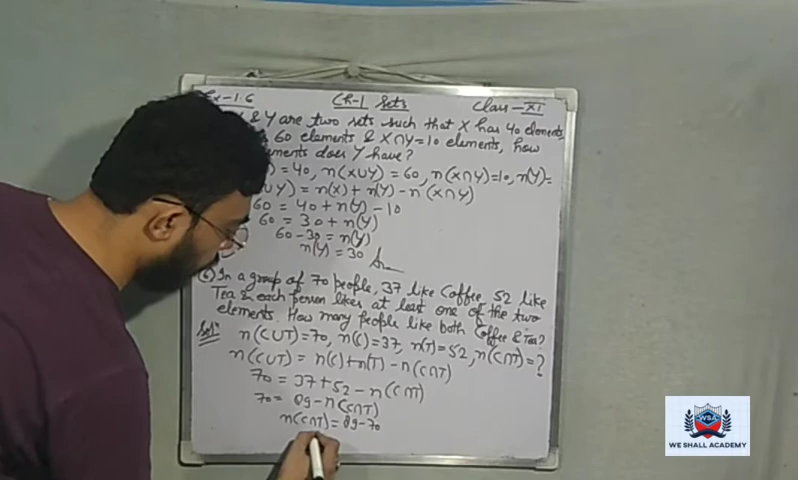 Ex-1.6 Ch-1 Sets Class-XI
X & Y are two sets such that X has 40 elements,
60 elements & X∩Y=10 elements, how
elements does Y have?
) = 40, n(X∪Y) = 60, n(X∩Y)=10, n(Y)=
∪Y) = n(X) + n(Y) - n(X∩Y)
60 = 40 + n(Y) - 10
60 = 30 + n(Y)
60 - 30 = n(Y)
n(Y) = 30
(6) In a group of 70 people, 37 like Coffee, 52 like
Tea & each person likes at least one of the two
elements. How many people like both Coffee & Tea?
Solⁿ n(C∪T)=70, n(C)=37, n(T)=52, n(C∩T)=?
n(C∪T) = n(C)+n(T) - n(C∩T)
70 = 37+52 - n(C∩T)
70 = 89 - n(C∩T)
n(C∩T) = 89-70
WSA
WE SHALL ACADEMY